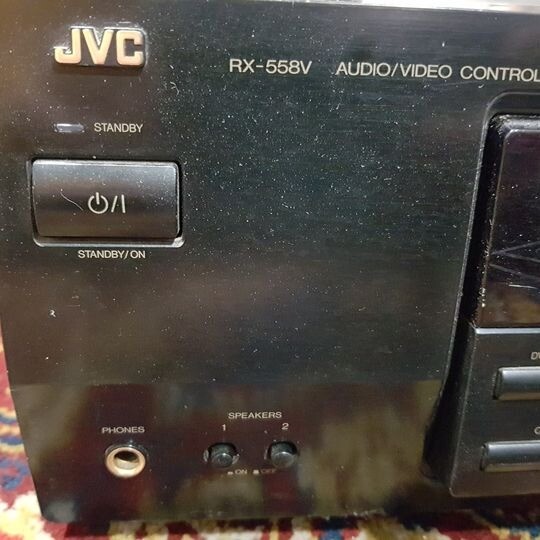 JVC
RX-558V AUDIO/VIDEO CONTROL
STANDBY
⏻/I
STANDBY/ON
SPEAKERS
PHONES
1 2
ON OFF